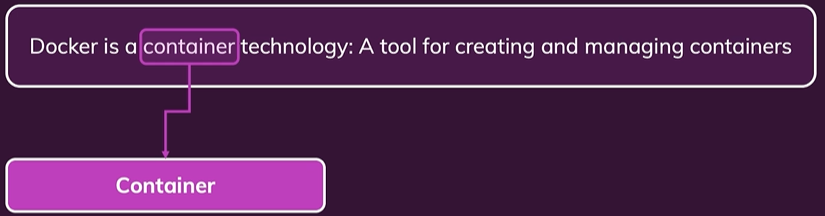 Docker is a container technology: A tool for creating and managing containers
Container